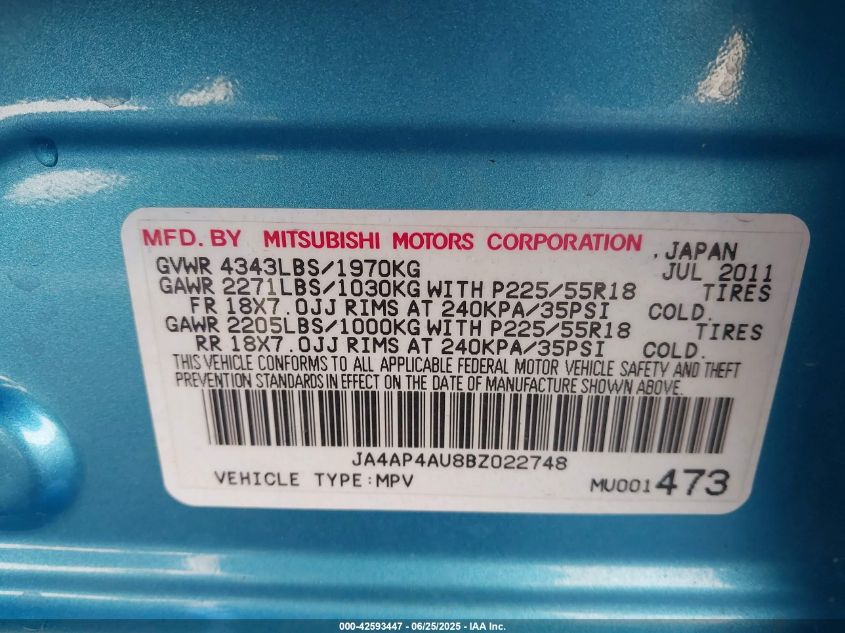 MFD. BY MITSUBISHI MOTORS CORPORATION , JAPAN
GVWR 4343LBS/1970KG JUL 2011
GAWR 2271LBS/1030KG WITH P225/55R18 TIRES
FR 18X7.0JJ RIMS AT 240KPA/35PSI COLD.
GAWR 2205LBS/1000KG WITH P225/55R18 TIRES
RR 18X7.0JJ RIMS AT 240KPA/35PSI COLD.
THIS VEHICLE CONFORMS TO ALL APPLICABLE FEDERAL MOTOR VEHICLE SAFETY AND THEFT
PREVENTION STANDARDS IN EFFECT ON THE DATE OF MANUFACTURE SHOWN ABOVE.
JA4AP4AU8BZ022748
VEHICLE TYPE:MPV MU001473
000-42593447 - 06/25/2025 - IAA Inc.